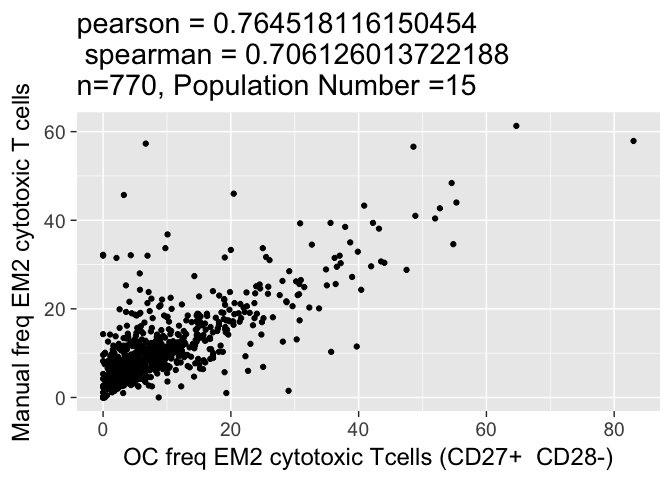 pearson = 0.764518116150454
spearman = 0.706126013722188
n=770, Population Number =15
Manual freq EM2 cytotoxic T cells
60
40
20
0
0 20 40 60 80
OC freq EM2 cytotoxic Tcells (CD27+  CD28-)